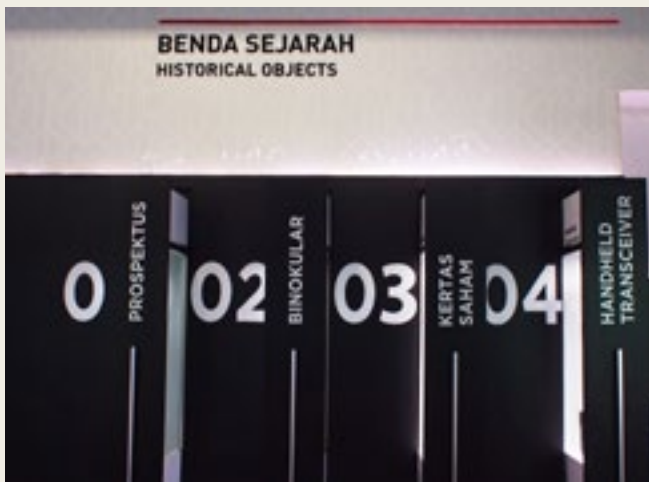 BENDA SEJARAH
HISTORICAL OBJECTS
0
PROSPEKTUS
02
BINOKULAR
03
KERTAS
SAHAM
04
HANDHELD
TRANSCEIVER